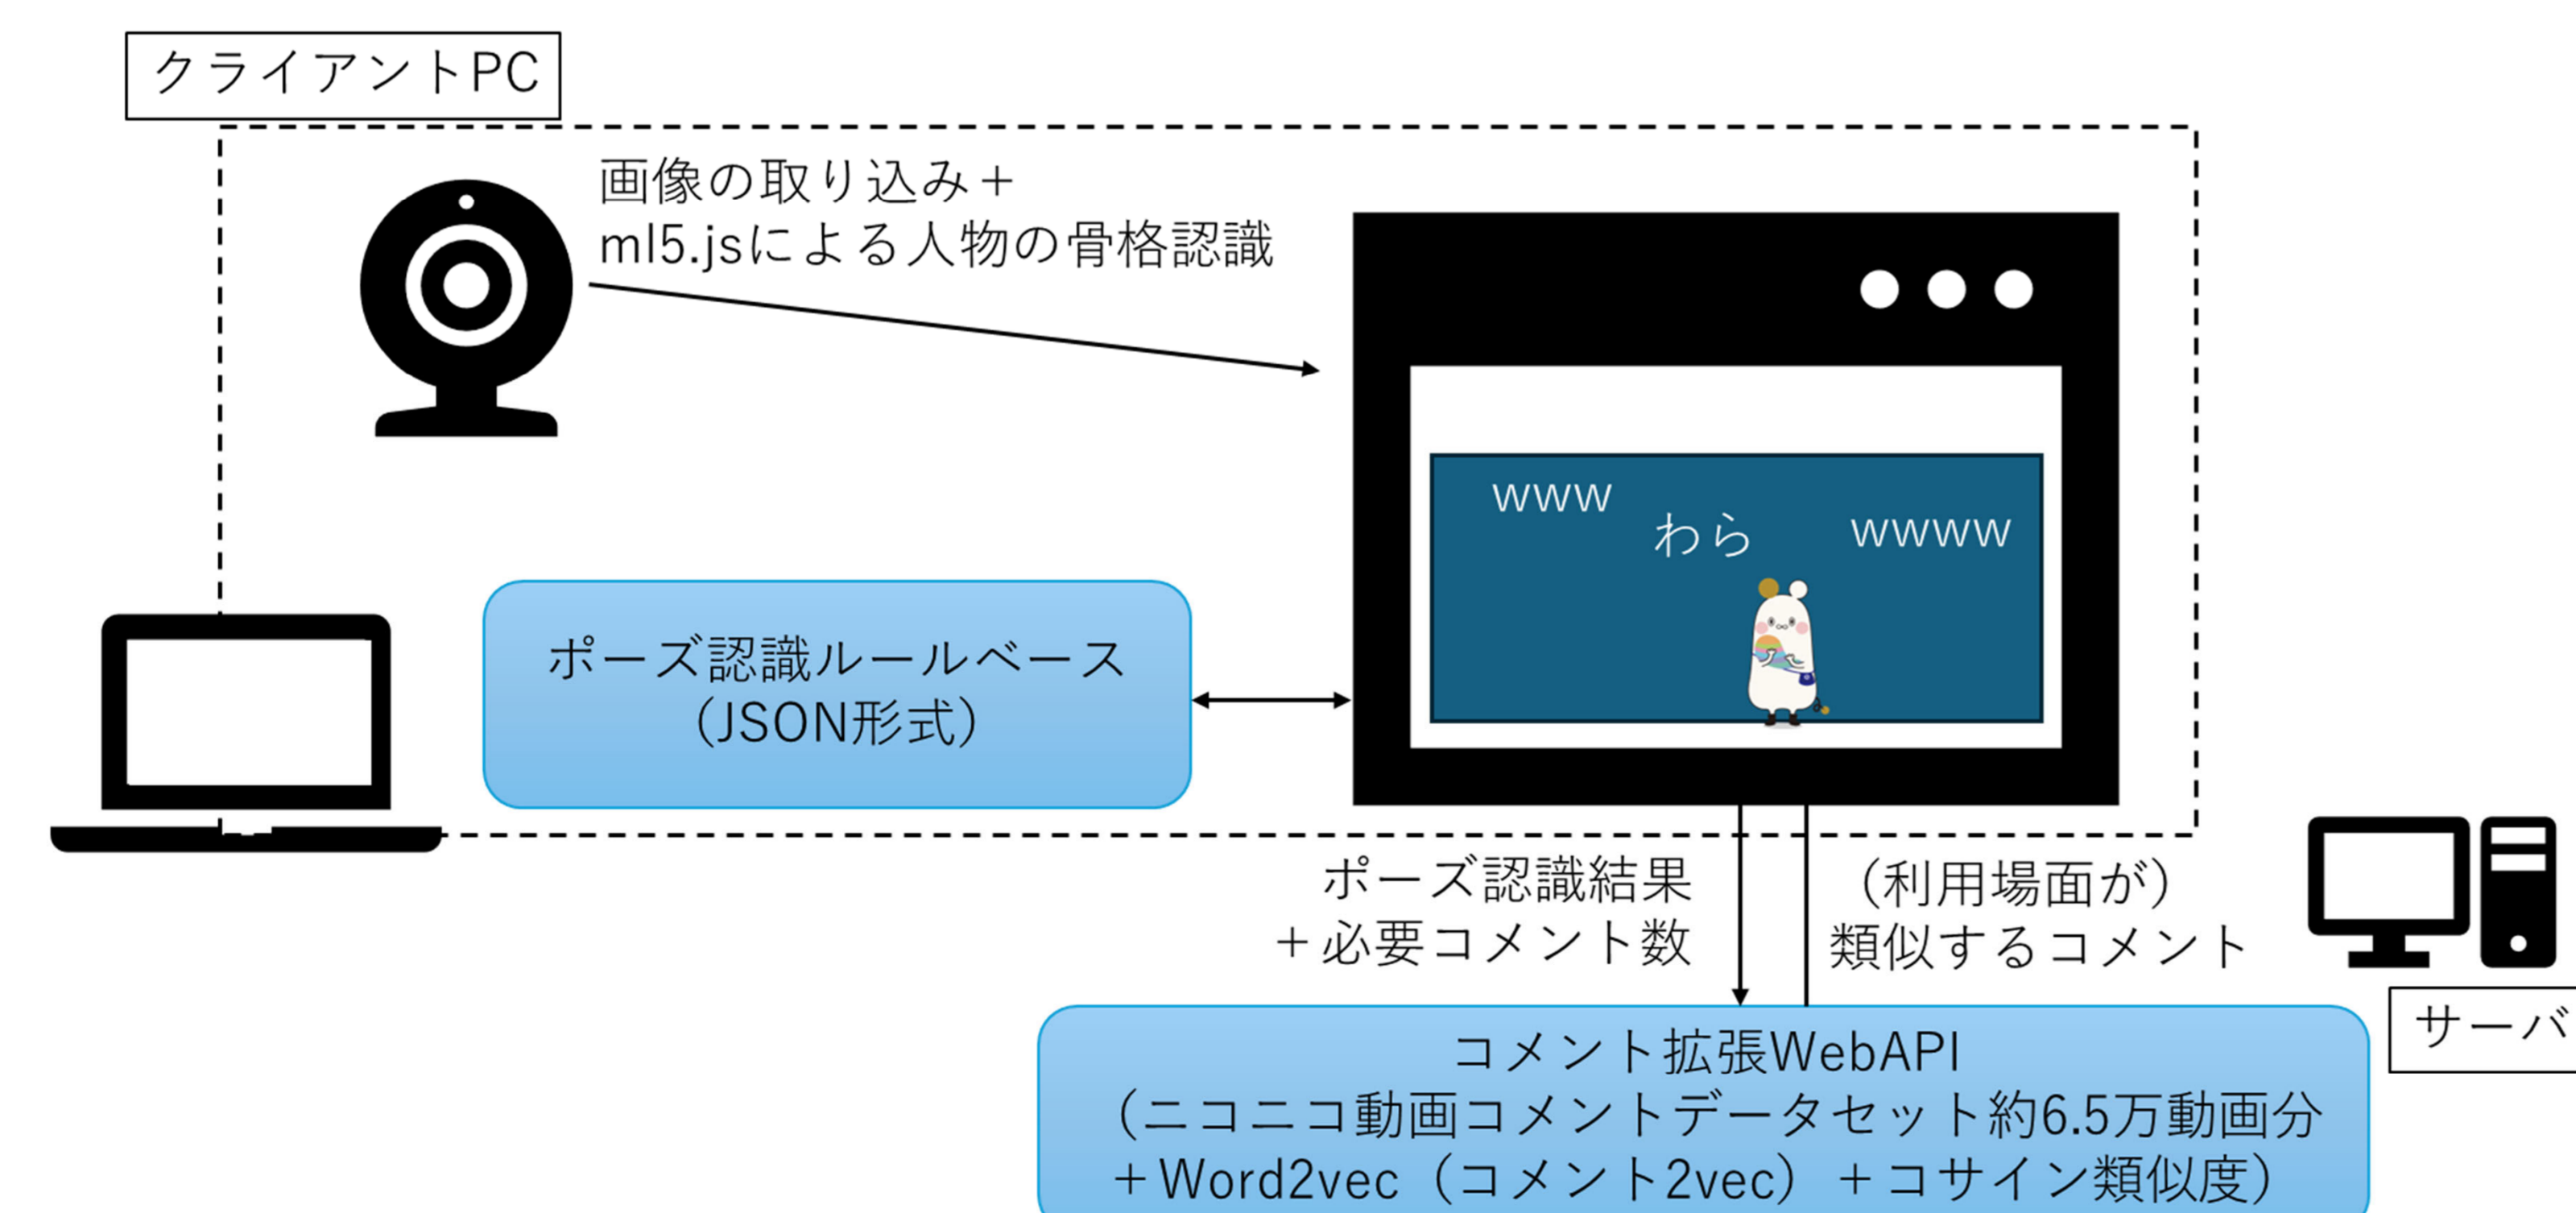 クライアントPC
画像の取り込み＋
ml5.jsによる人物の骨格認識
www
わら
wwww
ポーズ認識ルールベース
（JSON形式）
ポーズ認識結果
＋必要コメント数
（利用場面が）
類似するコメント
サーバ
コメント拡張WebAPI
（ニコニコ動画コメントデータセット約6.5万動画分
＋Word2vec（コメント2vec）＋コサイン類似度）